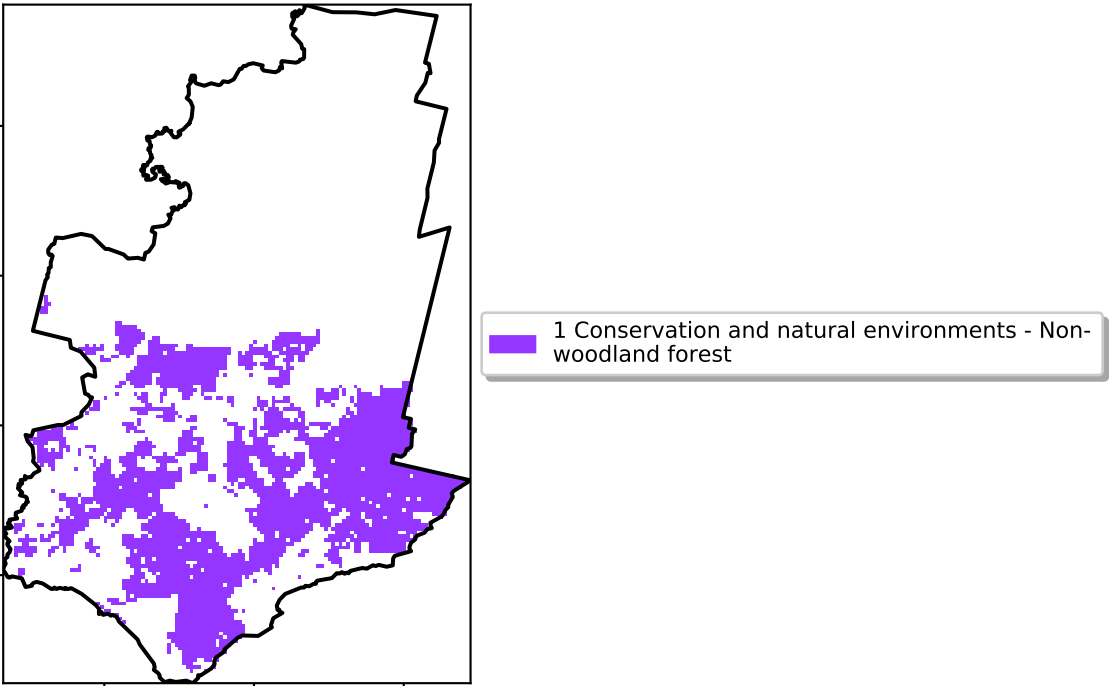 1 Conservation and natural environments - Non-
woodland forest